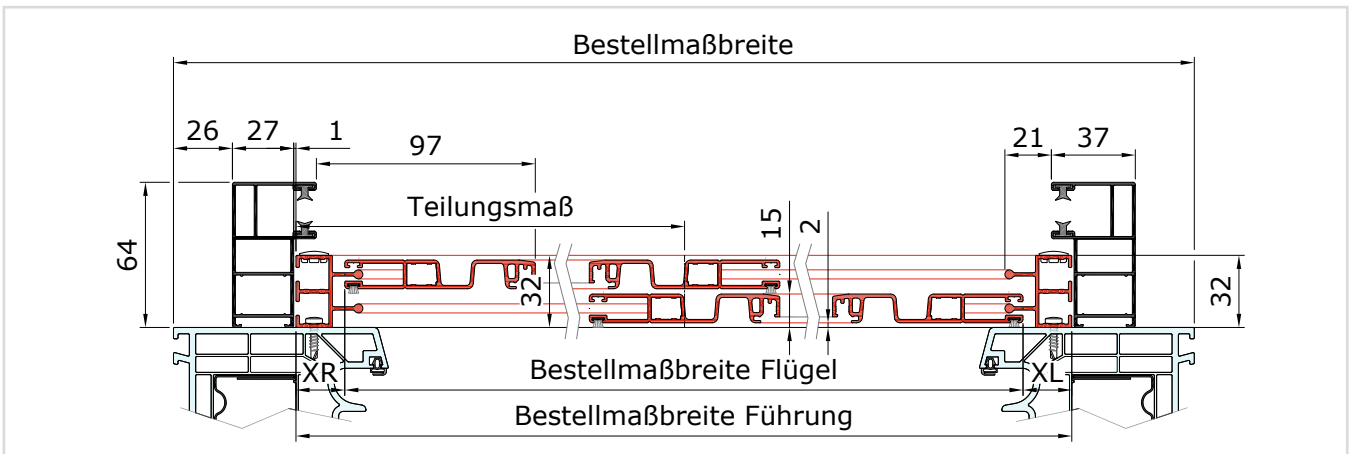 Bestellmaßbreite
26 27 1
97
21 37
Teilungsmaß
64
15
2
32
32
XR
Bestellmaßbreite Flügel
XL
Bestellmaßbreite Führung